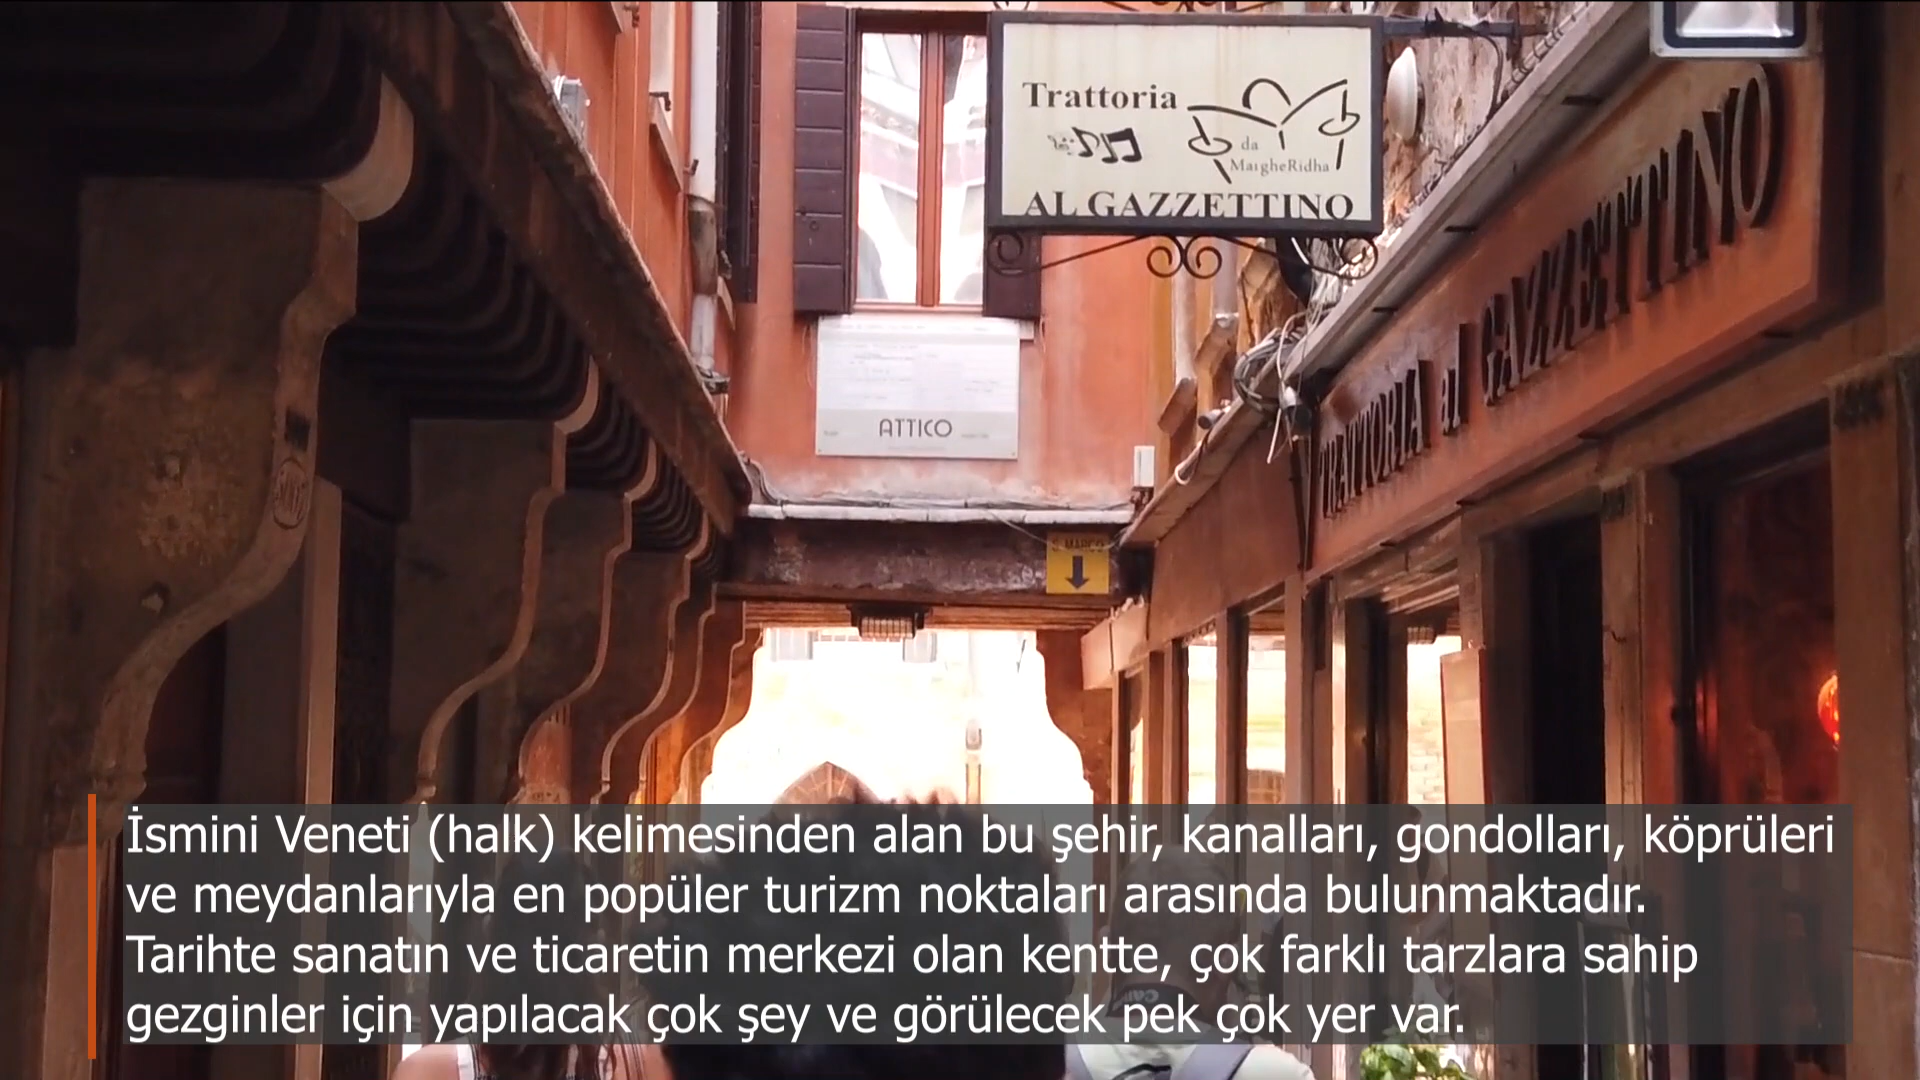 Trattoria
da
MargheRidha
AL GAZZETTINO
TRATTORIA al GAZZETTINO
ATTICO
S. MARCO
İsmini Veneti (halk) kelimesinden alan bu şehir, kanalları, gondolları, köprüleri
ve meydanlarıyla en popüler turizm noktaları arasında bulunmaktadır.
Tarihte sanatın ve ticaretin merkezi olan kentte, çok farklı tarzlara sahip
gezginler için yapılacak çok şey ve görülecek pek çok yer var.